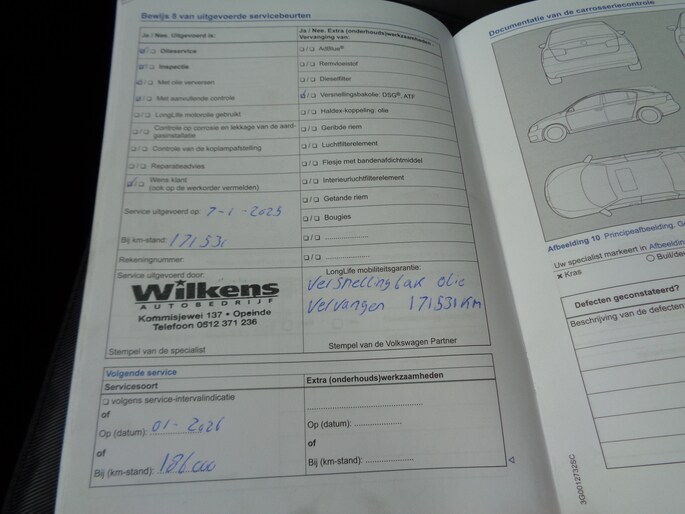 Bewijs 8 van uitgevoerde servicebeurten
Ja / Nee. Uitgevoerd is:
☑/☐ Olieservice
☑/☐ Inspectie
☑/☐ Met olie verversen
☑/☐ Met aanvullende controle
☐/☐ LongLife motorolie gebruikt
☐/☐ Controle op corrosie en lekkage van de aard-
gasinstallatie
☐/☐ Controle van de koplampafstelling
☐/☐ Reparatieadvies
☑/☐ Wens klant
(ook op de werkorder vermelden)
Service uitgevoerd op: 7-1-2025
Bij km-stand: 171531
Rekeningnummer:
Service uitgevoerd door:
Wilkens
AUTOBEDRIJF
Kommisjewei 137 • Opeinde
Telefoon 0512 371 236
Stempel van de specialist
Ja / Nee. Extra (onderhouds)werkzaamheden -
Vervanging van:
☐/☐ AdBlue®
☐/☐ Remvloeistof
☐/☐ Dieselfilter
☑/☐ Versnellingsbakolie: DSG®, ATF
☐/☐ Haldex-koppeling: olie
☐/☐ Geribde riem
☐/☐ Luchtfilterelement
☐/☐ Flesje met bandenafdichtmiddel
☐/☐ Interieurluchtfilterelement
☐/☐ Getande riem
☐/☐ Bougies
☐/☐ ....................
☐/☐ ....................
LongLife mobiliteitsgarantie:
Versnellingbak olie
Vervangen 171531KM
Stempel van de Volkswagen Partner
Volgende service
Servicesoort
☐ volgens service-intervalindicatie
of
Op (datum): 01-2026
of
Bij (km-stand): 186000
Extra (onderhouds)werkzaamheden
Op (datum): ....................
of
Bij (km-stand): ....................
Documentatie van de carrosseriecontrole
Afbeelding 10 Principeafbeelding.
Uw specialist markeert in
x Kras
Defecten geconstateerd?
Beschrijving van de defecten:
3G0012732SC